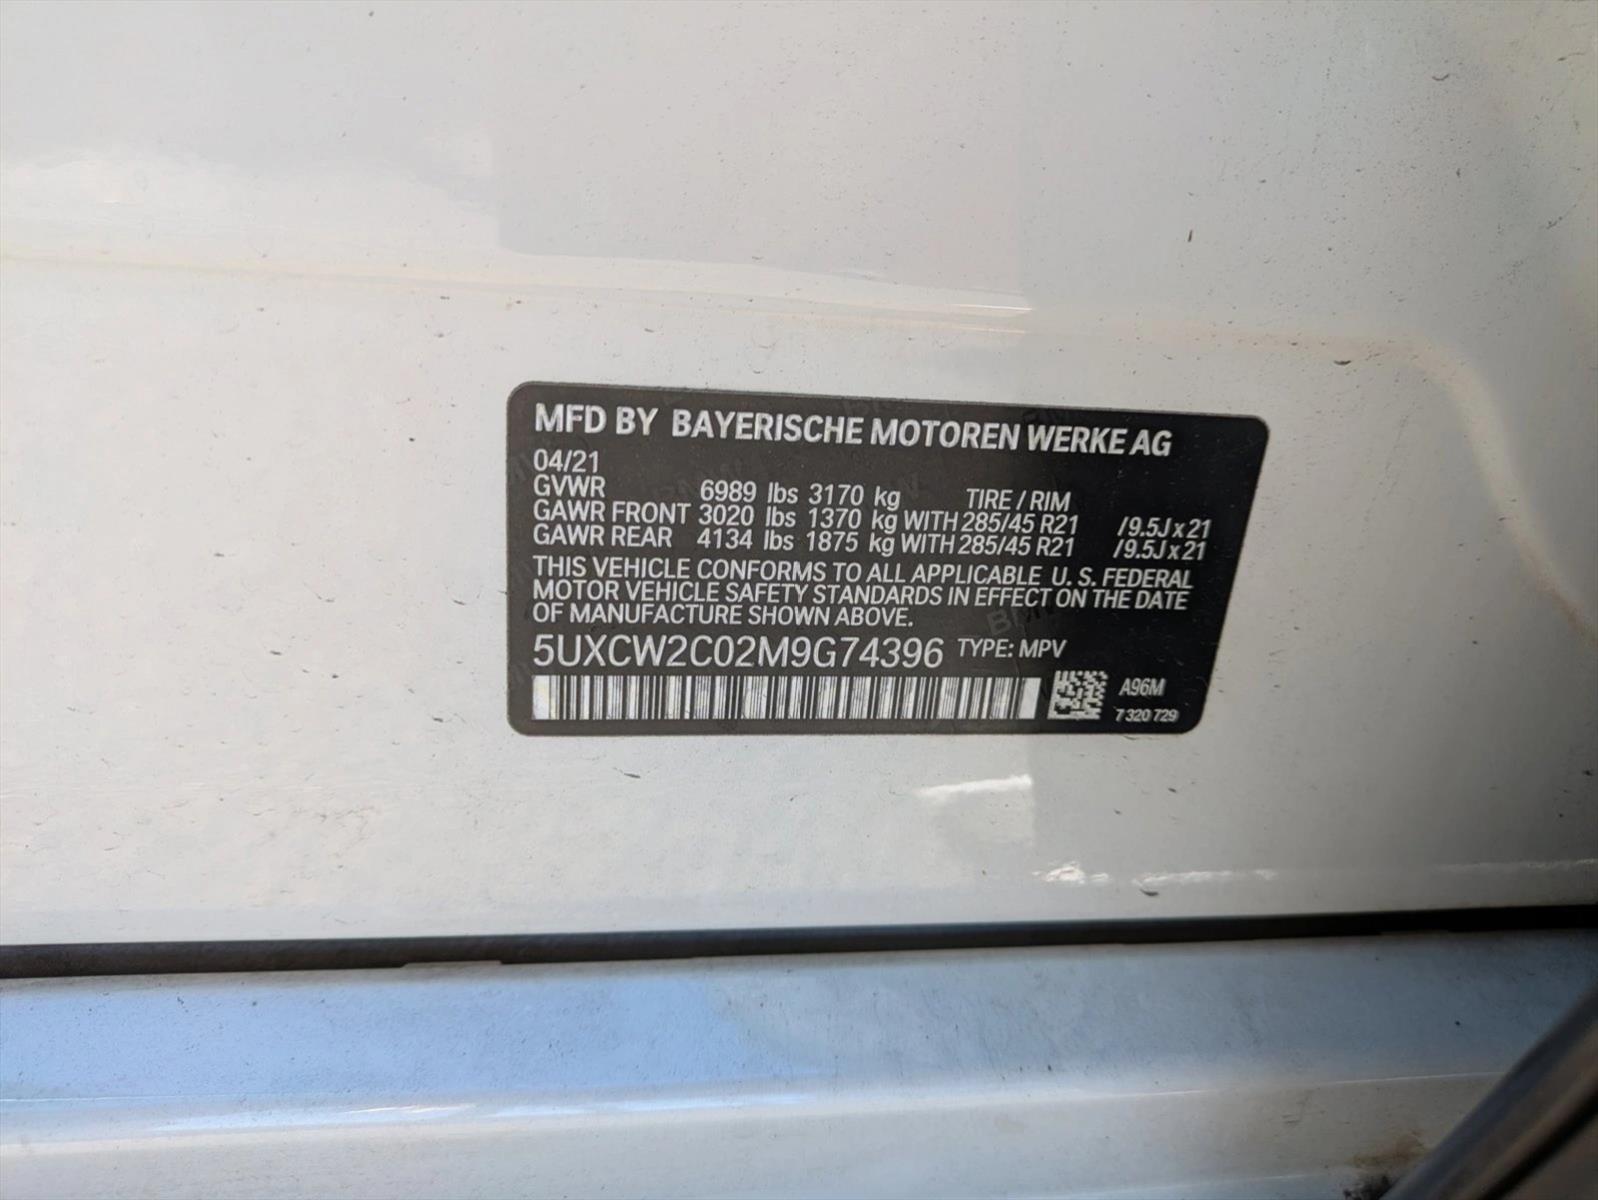 MFD BY BAYERISCHE MOTOREN WERKE AG
04/21
GVWR 6989 lbs 3170 kg TIRE / RIM
GAWR FRONT 3020 lbs 1370 kg WITH 285/45 R21 /9.5J x 21
GAWR REAR 4134 lbs 1875 kg WITH 285/45 R21 /9.5J x 21
THIS VEHICLE CONFORMS TO ALL APPLICABLE U. S. FEDERAL
MOTOR VEHICLE SAFETY STANDARDS IN EFFECT ON THE DATE
OF MANUFACTURE SHOWN ABOVE.
5UXCW2C02M9G74396 TYPE: MPV
A96M
7 320 729